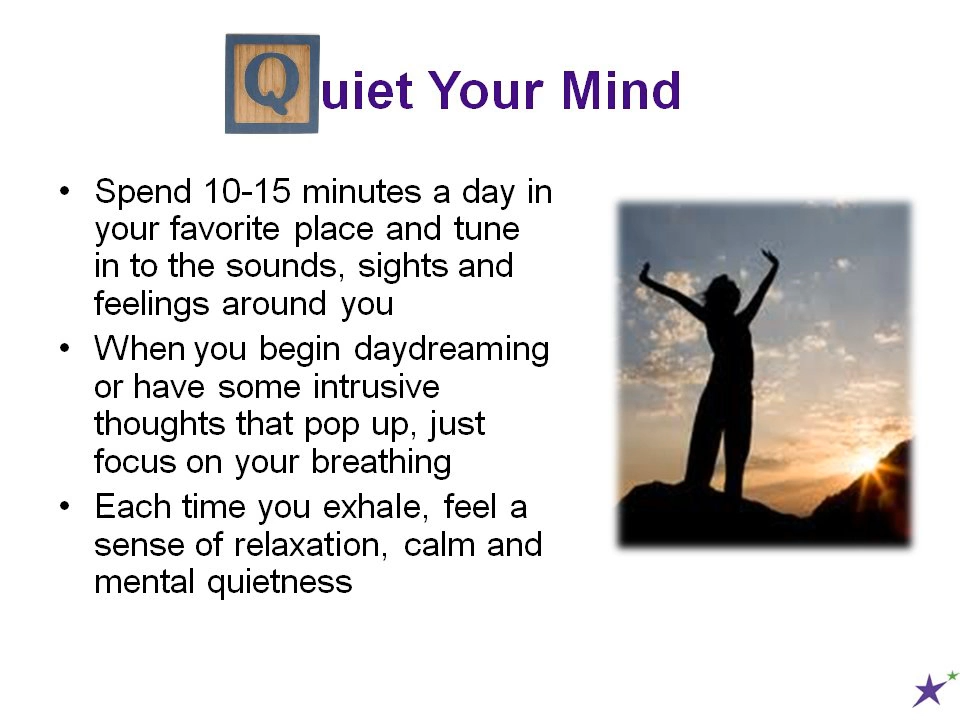 Quiet Your Mind
• Spend 10-15 minutes a day in
your favorite place and tune
in to the sounds, sights and
feelings around you
• When you begin daydreaming
or have some intrusive
thoughts that pop up, just
focus on your breathing
• Each time you exhale, feel a
sense of relaxation, calm and
mental quietness